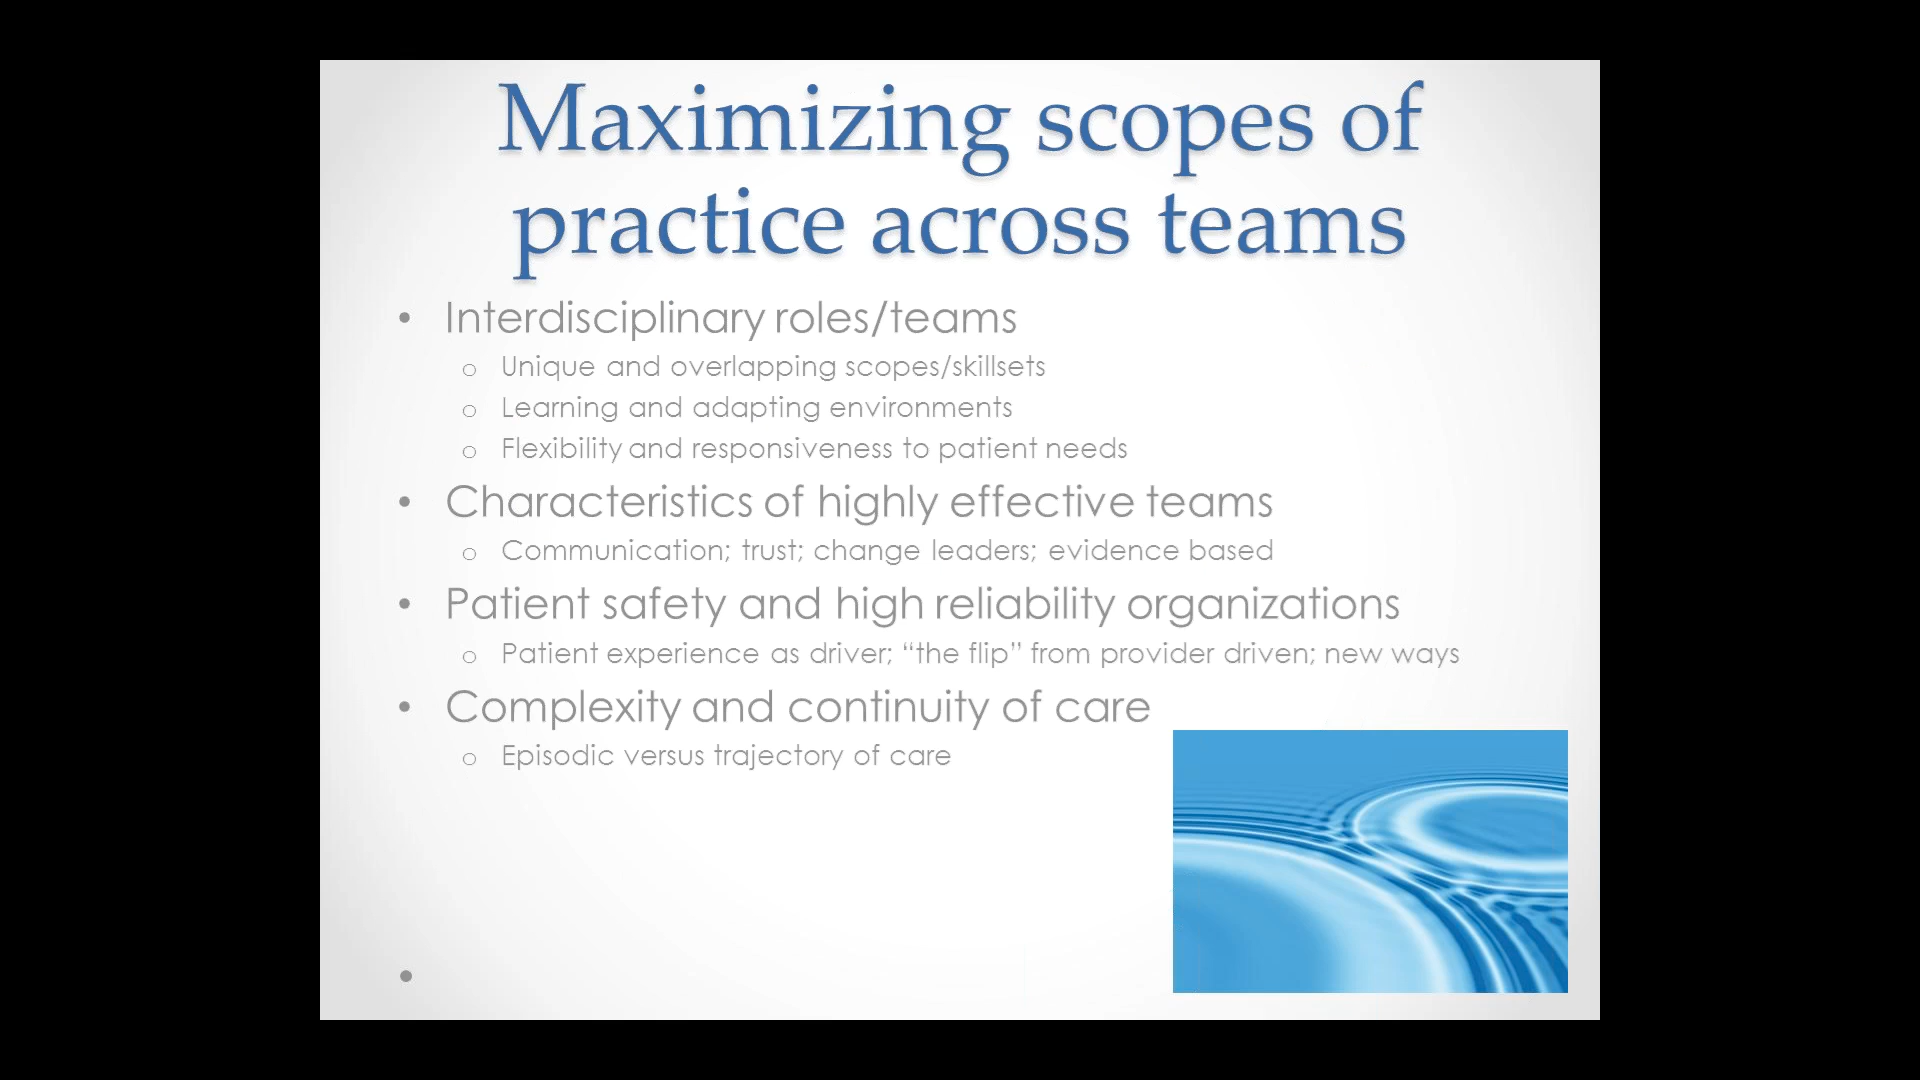 Maximizing scopes of
practice across teams
• Interdisciplinary roles/teams
o Unique and overlapping scopes/skillsets
o Learning and adapting environments
o Flexibility and responsiveness to patient needs
• Characteristics of highly effective teams
o Communication; trust; change leaders; evidence based
• Patient safety and high reliability organizations
o Patient experience as driver; “the flip” from provider driven; new ways
• Complexity and continuity of care
o Episodic versus trajectory of care
•